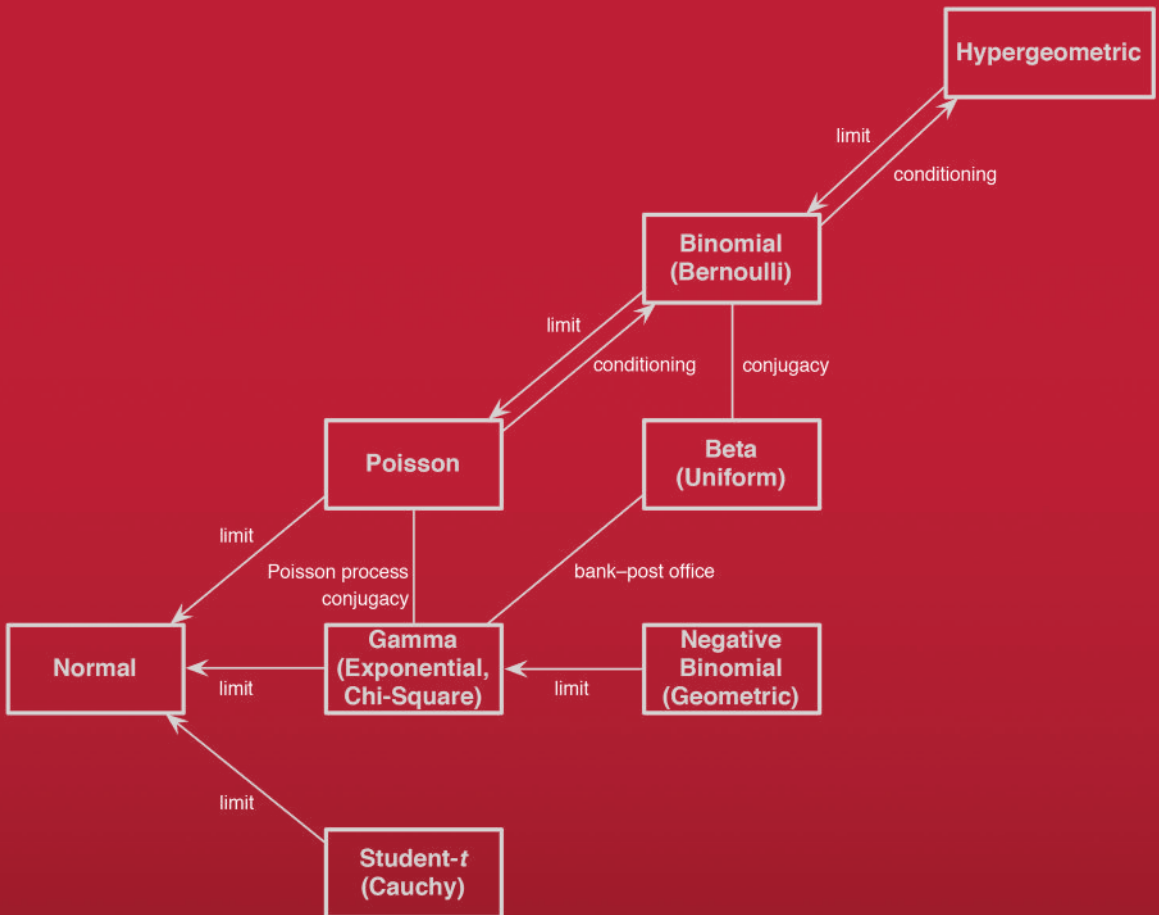 Hypergeometric
limit
conditioning
Binomial
(Bernoulli)
limit
conditioning
conjugacy
Poisson
Beta
(Uniform)
limit
Poisson process
conjugacy
bank–post office
Normal
limit
Gamma
(Exponential,
Chi-Square)
limit
Negative
Binomial
(Geometric)
limit
Student-t
(Cauchy)